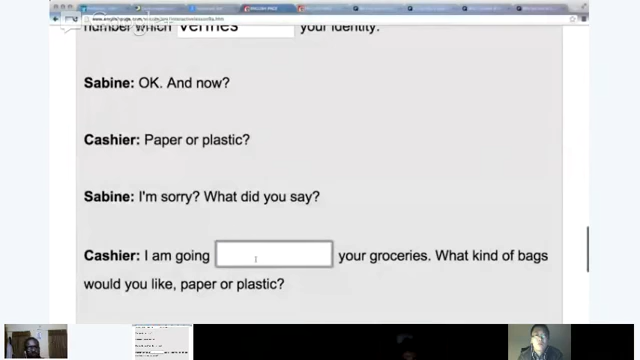 number which verifies your identity.
Sabine: OK. And now?
Cashier: Paper or plastic?
Sabine: I'm sorry? What did you say?
Cashier: I am going your groceries. What kind of bags
would you like, paper or plastic?